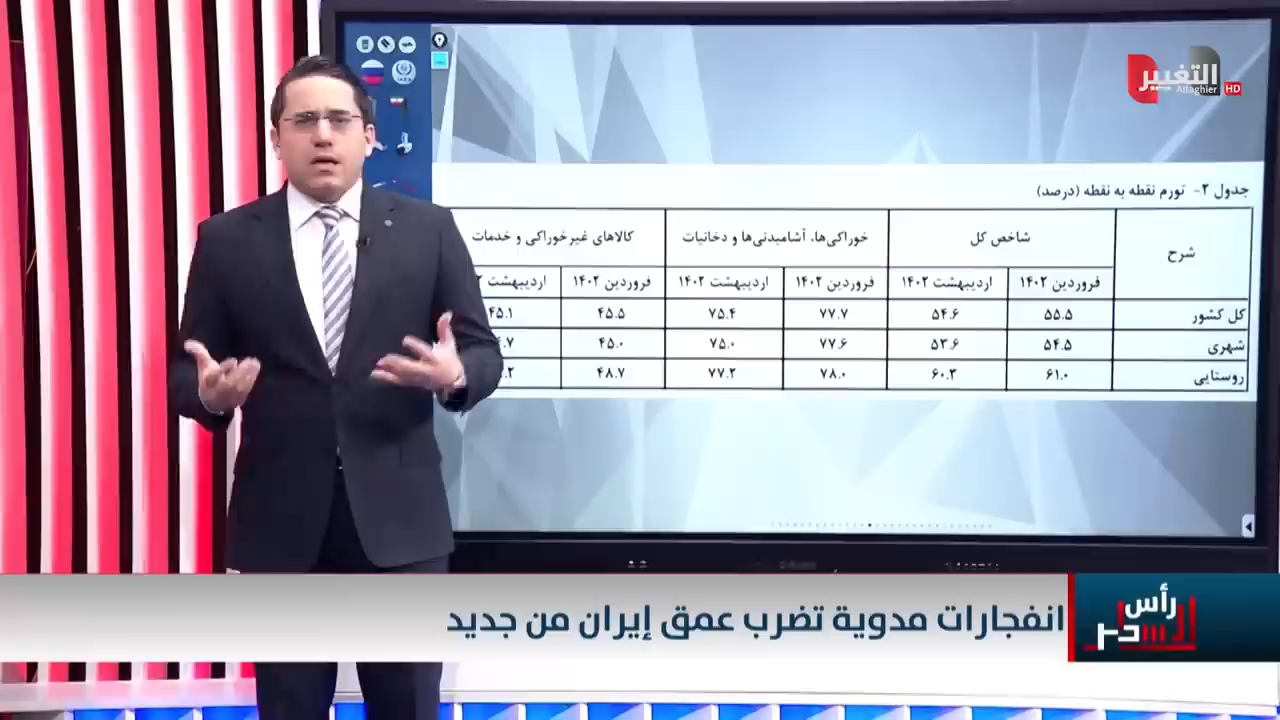 التغيير
Altaghier HD
جدول ۲- تورم نقطه به نقطه (درصد)
شرح شاخص کل خوراکی‌ها، آشامیدنی‌ها و دخانیات کالاهای غیرخوراکی و خدمات
فروردین ۱۴۰۲ اردیبهشت ۱۴۰۲ فروردین ۱۴۰۲ اردیبهشت ۱۴۰۲ فروردین ۱۴۰۲ اردیبهشت
کل کشور ۵۵.۵ ۵۴.۶ ۷۷.۷ ۷۵.۴ ۴۵.۵ ۴۵.۱
شهری ۵۴.۵ ۵۳.۶ ۷۷.۶ ۷۵.۰ ۴۵.۰
روستایی ۶۱.۰ ۶۰.۳ ۷۸.۰ ۷۷.۲ ۴۸.۷
رأس
السطر
انفجارات مدوية تضرب عمق إيران من جديد